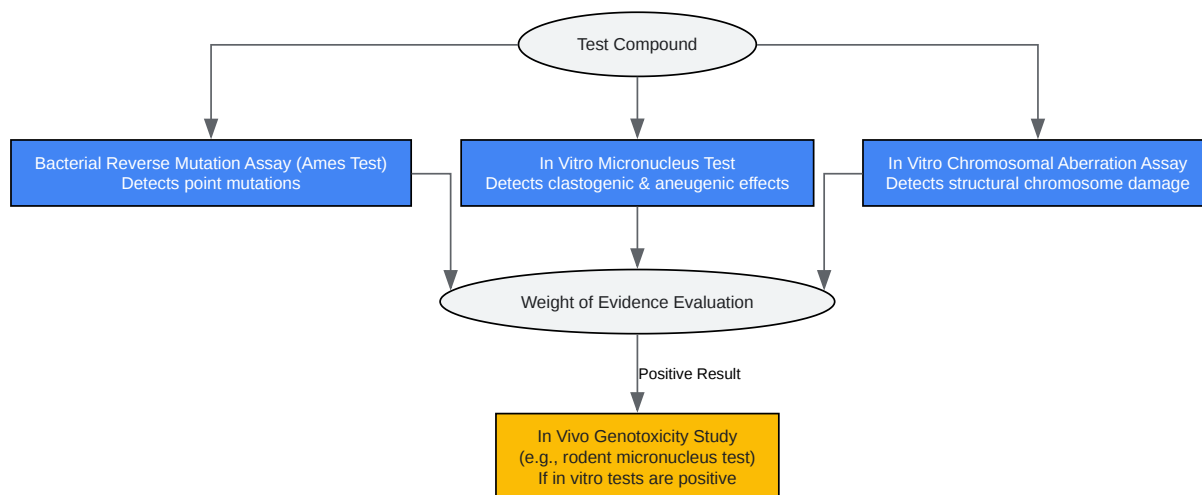 Test Compound
Bacterial Reverse Mutation Assay (Ames Test)
Detects point mutations
In Vitro Micronucleus Test
Detects clastogenic & aneugenic effects
In Vitro Chromosomal Aberration Assay
Detects structural chromosome damage
Weight of Evidence Evaluation
Positive Result
In Vivo Genotoxicity Study
(e.g., rodent micronucleus test)
If in vitro tests are positive